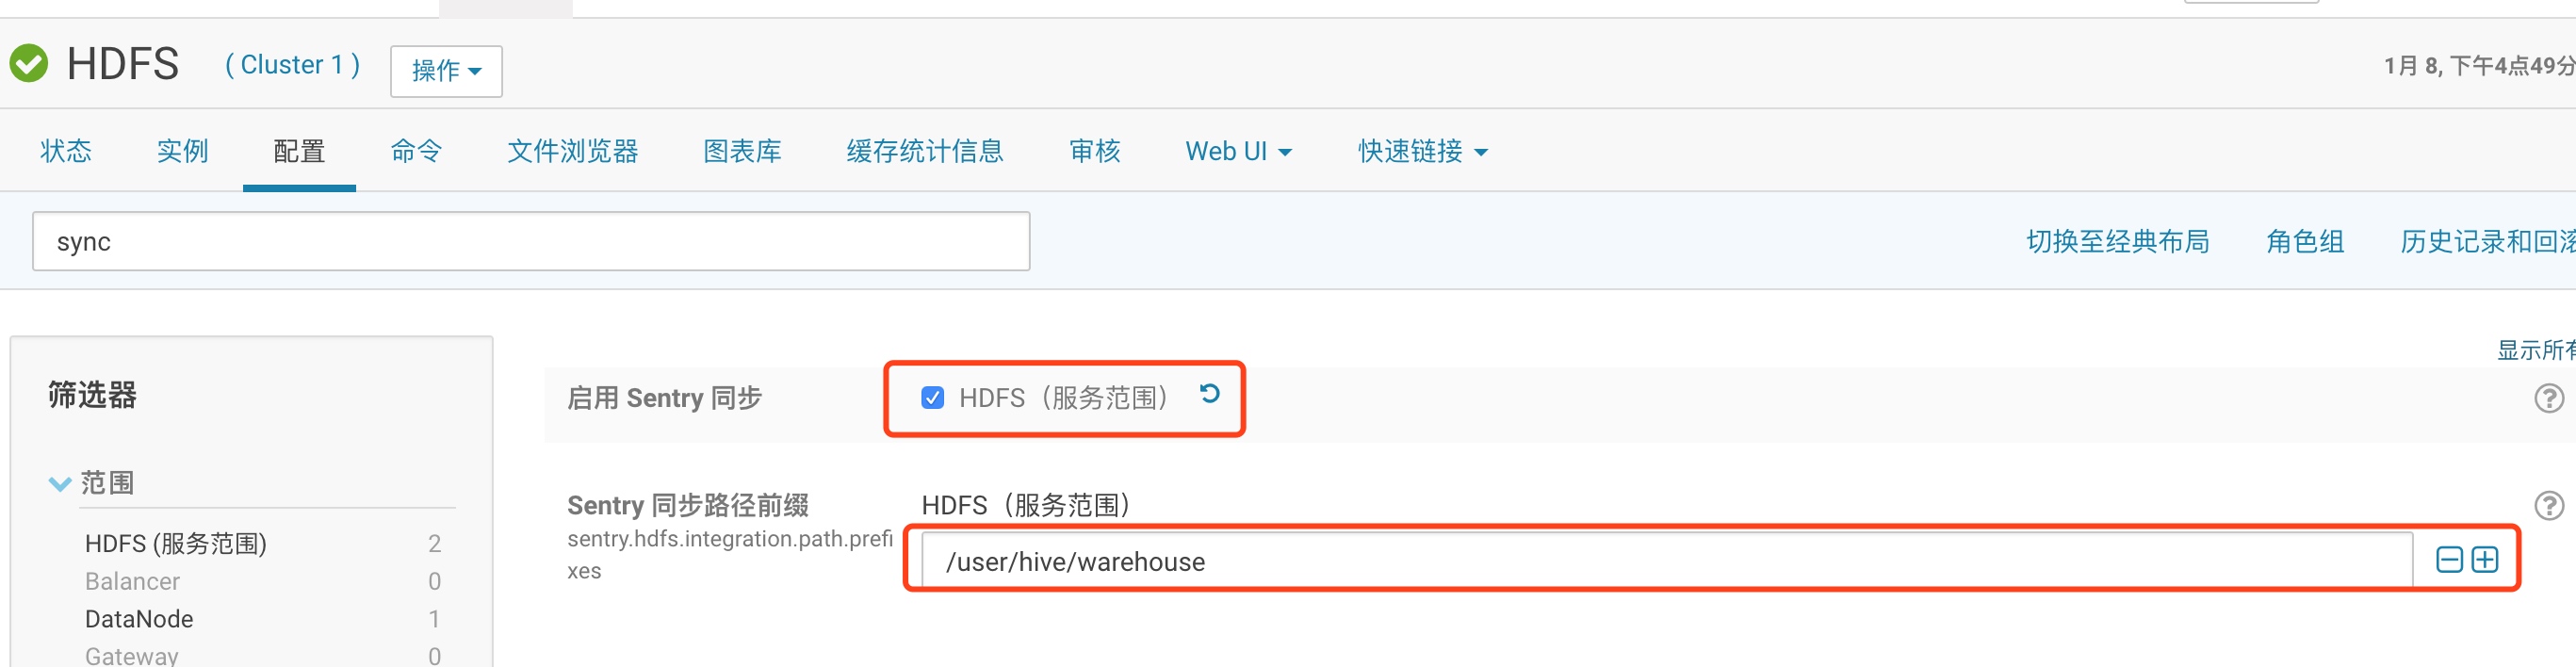 HDFS ( Cluster 1 ) 操作
1月 8, 下午4点49分
状态 实例 配置 命令 文件浏览器 图表库 缓存统计信息 审核 Web UI 快速链接
sync
切换至经典布局 角色组 历史记录和回滚
显示所有
筛选器
启用 Sentry 同步 HDFS（服务范围）
范围
Sentry 同步路径前缀 HDFS（服务范围）
sentry.hdfs.integration.path.prefi
xes
/user/hive/warehouse
HDFS (服务范围) 2
Balancer 0
DataNode 1
Gateway 0